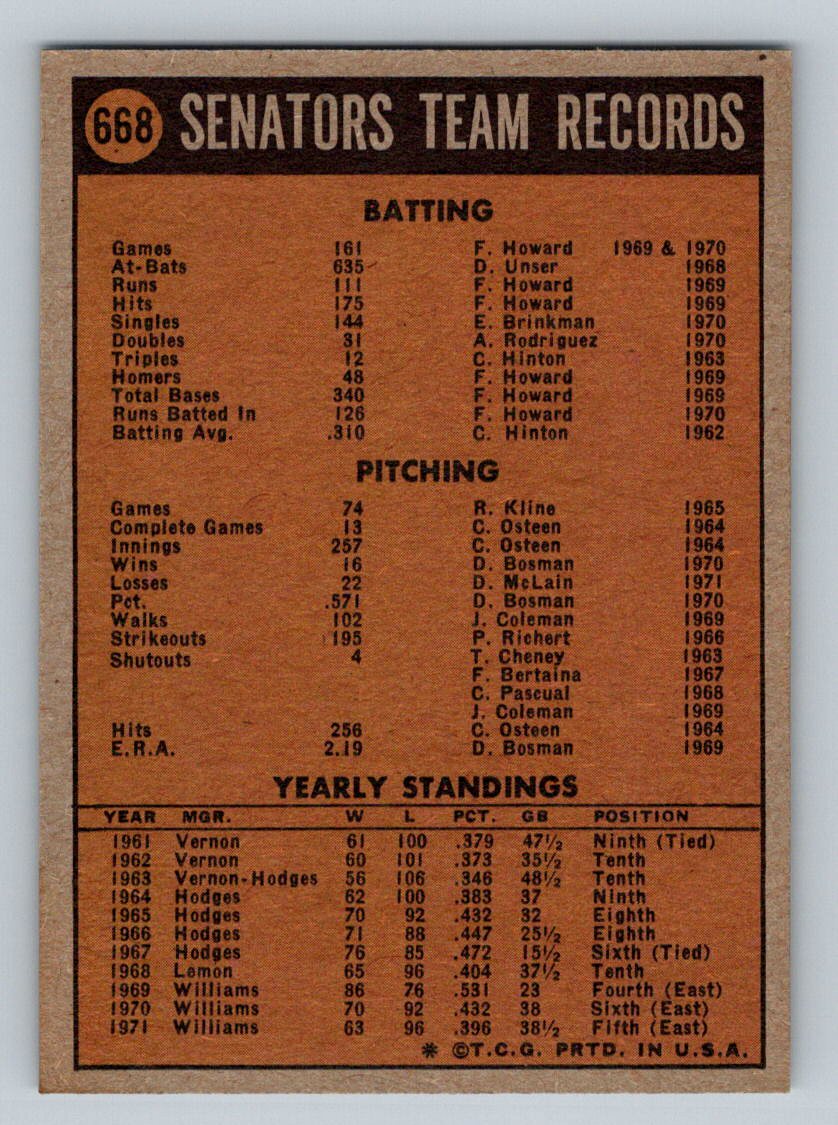 668 SENATORS TEAM RECORDS
BATTING
Games 161 F. Howard 1969 & 1970
At-Bats 635 D. Unser 1968
Runs 111 F. Howard 1969
Hits 175 F. Howard 1969
Singles 144 E. Brinkman 1970
Doubles 31 A. Rodriguez 1970
Triples 12 C. Hinton 1963
Homers 48 F. Howard 1969
Total Bases 340 F. Howard 1969
Runs Batted In 126 F. Howard 1970
Batting Avg. .310 C. Hinton 1962
PITCHING
Games 74 R. Kline 1965
Complete Games 13 C. Osteen 1964
Innings 257 C. Osteen 1964
Wins 16 D. Bosman 1970
Losses 22 D. McLain 1971
Pct. .571 D. Bosman 1970
Walks 102 J. Coleman 1969
Strikeouts 195 P. Richert 1966
Shutouts 4 T. Cheney 1963
F. Bertaina 1967
C. Pascual 1968
J. Coleman 1969
Hits 256 C. Osteen 1964
E.R.A. 2.19 D. Bosman 1969
YEARLY STANDINGS
YEAR MGR. W L PCT. GB POSITION
1961 Vernon 61 100 .379 47½ Ninth (Tied)
1962 Vernon 60 101 .373 35½ Tenth
1963 Vernon-Hodges 56 106 .346 48½ Tenth
1964 Hodges 62 100 .383 37 Ninth
1965 Hodges 70 92 .432 32 Eighth
1966 Hodges 71 88 .447 25½ Eighth
1967 Hodges 76 85 .472 15½ Sixth (Tied)
1968 Lemon 65 96 .404 37½ Tenth
1969 Williams 86 76 .531 23 Fourth (East)
1970 Williams 70 92 .432 38 Sixth (East)
1971 Williams 63 96 .396 38½ Fifth (East)
* ©T.C.G. PRTD. IN U.S.A.